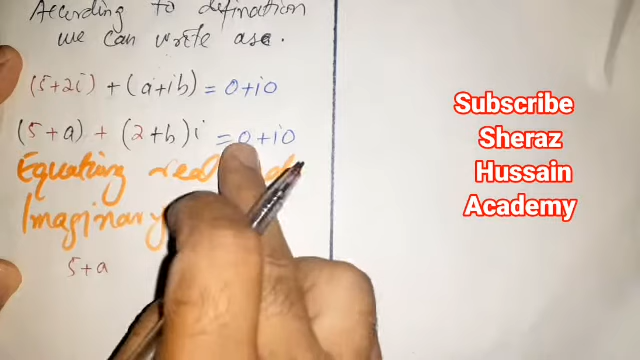 According to defination
we can write as.
(5+2i) + (a+ib) = 0+i0
(5+a) + (2+b)i = 0+i0
Equating real
Imaginary
5+a
Subscribe
Sheraz
Hussain
Academy